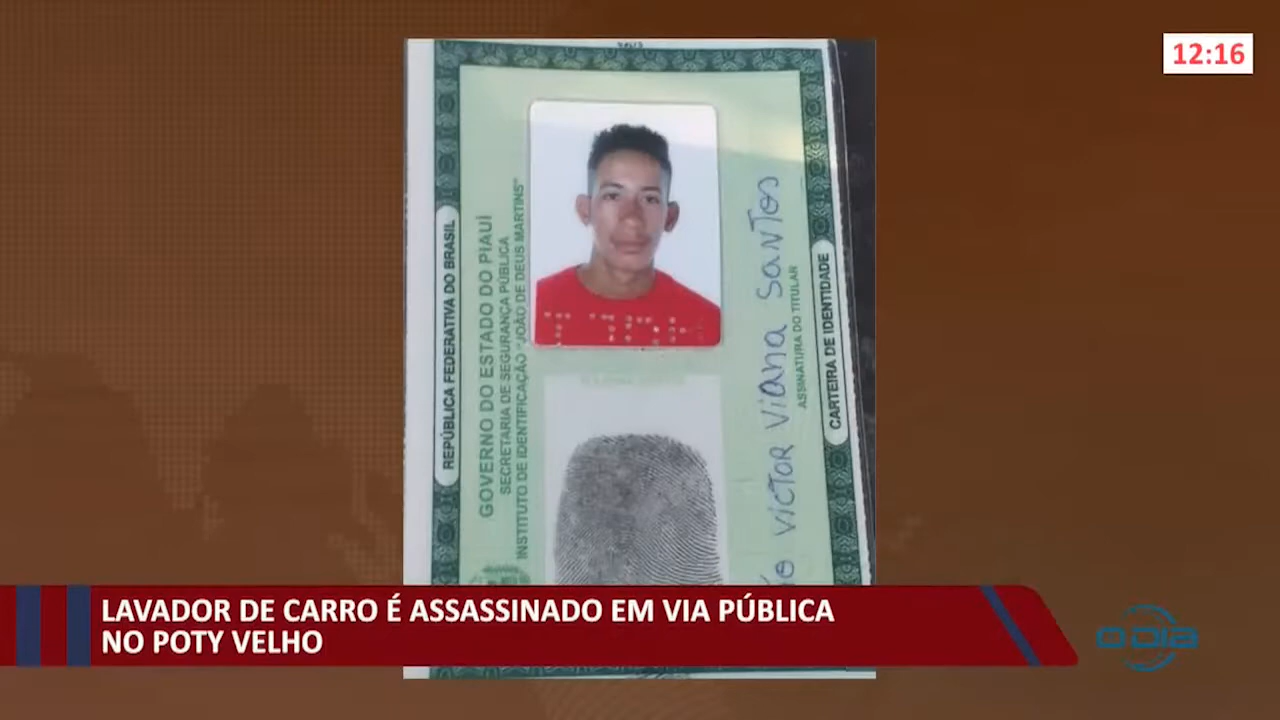 12:16
REPÚBLICA FEDERATIVA DO BRASIL
GOVERNO DO ESTADO DO PIAUÍ
SECRETARIA DE SEGURANÇA PÚBLICA
INSTITUTO DE IDENTIFICAÇÃO "JOÃO DE DEUS MARTINS"
VICTOR VIANA SANTOS
ASSINATURA DO TITULAR
CARTEIRA DE IDENTIDADE
LAVADOR DE CARRO É ASSASSINADO EM VIA PÚBLICA
NO POTY VELHO
O DIA